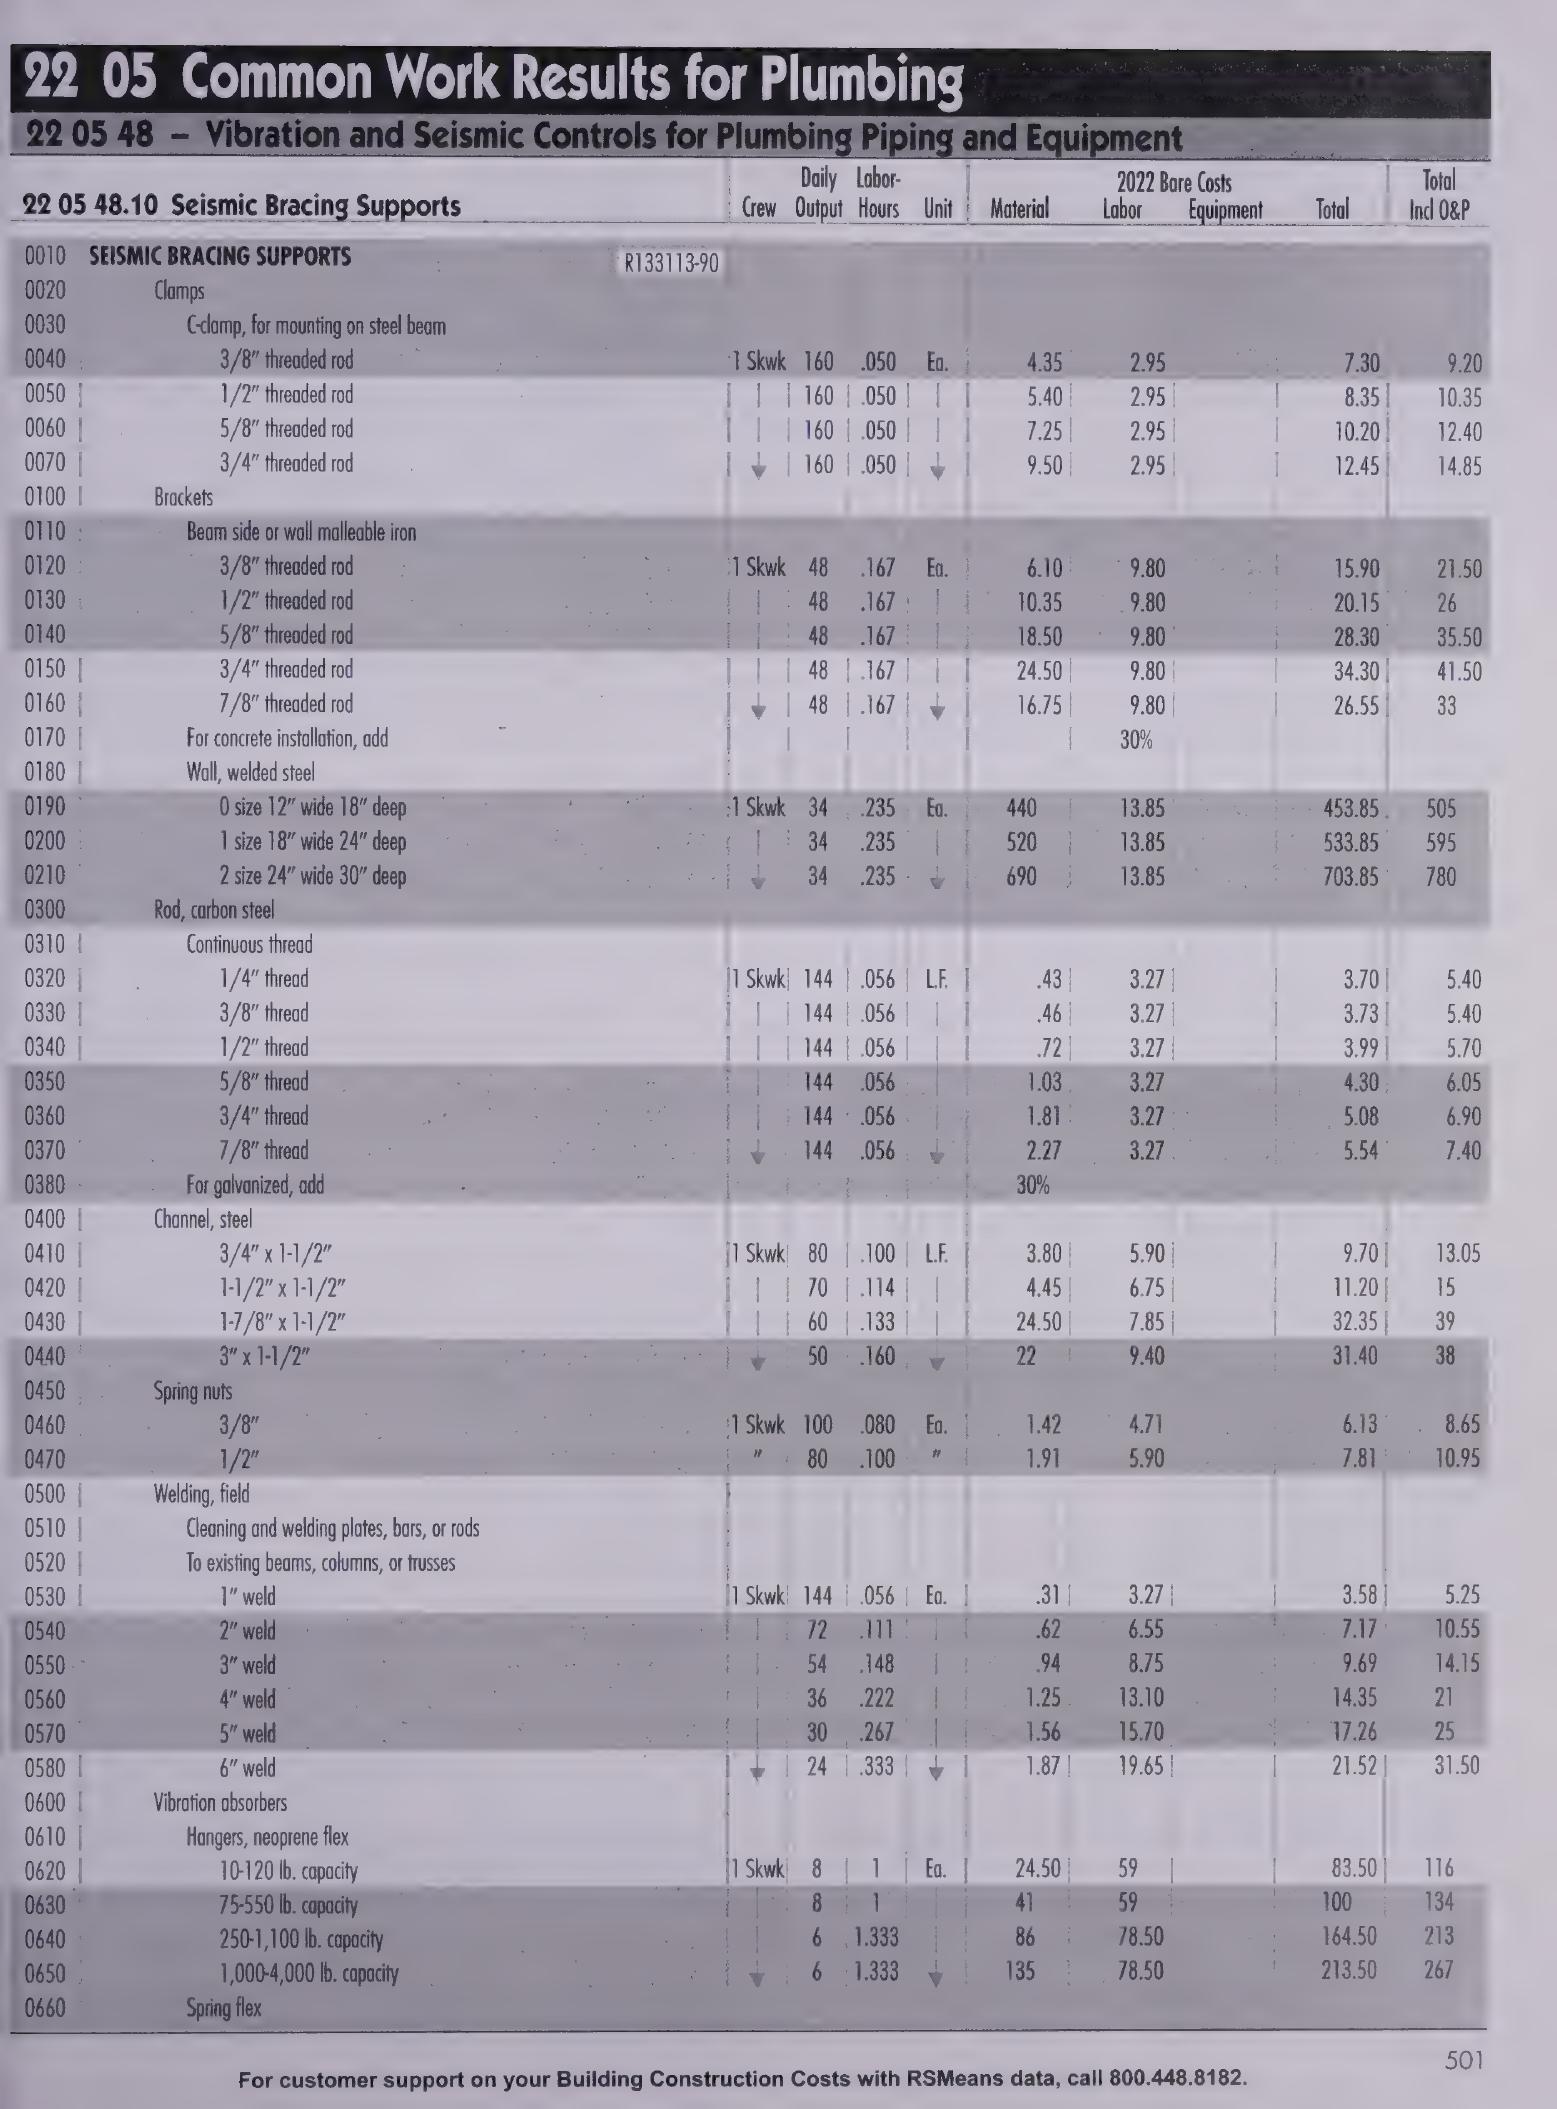 22 05 Common Work Results for Plumbing
22 05 48 – Vibration and Seismic Controls for Plumbing Piping and Equipment
Daily Labor- 2022 Bare Costs Total
22 05 48.10 Seismic Bracing Supports Crew Output Hours Unit Material Labor Equipment Total Incl O&P
0010 SEISMIC BRACING SUPPORTS R133113-90
0020 Clamps
0030 C-clamp, for mounting on steel beam
0040 3/8" threaded rod 1 Skwk 160 .050 Ea. 4.35 2.95 7.30 9.20
0050 1/2" threaded rod 160 .050 5.40 2.95 8.35 10.35
0060 5/8" threaded rod 160 .050 7.25 2.95 10.20 12.40
0070 3/4" threaded rod 160 .050 9.50 2.95 12.45 14.85
0100 Brackets
0110 Beam side or wall malleable iron
0120 3/8" threaded rod 1 Skwk 48 .167 Ea. 6.10 9.80 15.90 21.50
0130 1/2" threaded rod 48 .167 10.35 9.80 20.15 26
0140 5/8" threaded rod 48 .167 18.50 9.80 28.30 35.50
0150 3/4" threaded rod 48 .167 24.50 9.80 34.30 41.50
0160 7/8" threaded rod 48 .167 16.75 9.80 26.55 33
0170 For concrete installation, add 30%
0180 Wall, welded steel
0190 0 size 12" wide 18" deep 1 Skwk 34 .235 Ea. 440 13.85 453.85 505
0200 1 size 18" wide 24" deep 34 .235 520 13.85 533.85 595
0210 2 size 24" wide 30" deep 34 .235 690 13.85 703.85 780
0300 Rod, carbon steel
0310 Continuous thread
0320 1/4" thread 1 Skwk 144 .056 L.F. .43 3.27 3.70 5.40
0330 3/8" thread 144 .056 .46 3.27 3.73 5.40
0340 1/2" thread 144 .056 .72 3.27 3.99 5.70
0350 5/8" thread 144 .056 1.03 3.27 4.30 6.05
0360 3/4" thread 144 .056 1.81 3.27 5.08 6.90
0370 7/8" thread 144 .056 2.27 3.27 5.54 7.40
0380 For galvanized, add 30%
0400 Channel, steel
0410 3/4" x 1-1/2" 1 Skwk 80 .100 L.F. 3.80 5.90 9.70 13.05
0420 1-1/2" x 1-1/2" 70 .114 4.45 6.75 11.20 15
0430 1-7/8" x 1-1/2" 60 .133 24.50 7.85 32.35 39
0440 3" x 1-1/2" 50 .160 22 9.40 31.40 38
0450 Spring nuts
0460 3/8" 1 Skwk 100 .080 Ea. 1.42 4.71 6.13 8.65
0470 1/2" " 80 .100 " 1.91 5.90 7.81 10.95
0500 Welding, field
0510 Cleaning and welding plates, bars, or rods
0520 To existing beams, columns, or trusses
0530 1" weld 1 Skwk 144 .056 Ea. .31 3.27 3.58 5.25
0540 2" weld 72 .111 .62 6.55 7.17 10.55
0550 3" weld 54 .148 .94 8.75 9.69 14.15
0560 4" weld 36 .222 1.25 13.10 14.35 21
0570 5" weld 30 .267 1.56 15.70 17.26 25
0580 6" weld 24 .333 1.87 19.65 21.52 31.50
0600 Vibration absorbers
0610 Hangers, neoprene flex
0620 10-120 lb. capacity 1 Skwk 8 1 Ea. 24.50 59 83.50 116
0630 75-550 lb. capacity 8 1 41 59 100 134
0640 250-1,100 lb. capacity 6 1.333 86 78.50 164.50 213
0650 1,000-4,000 lb. capacity 6 1.333 135 78.50 213.50 267
0660 Spring flex
501
For customer support on your Building Construction Costs with RSMeans data, call 800.448.8182.